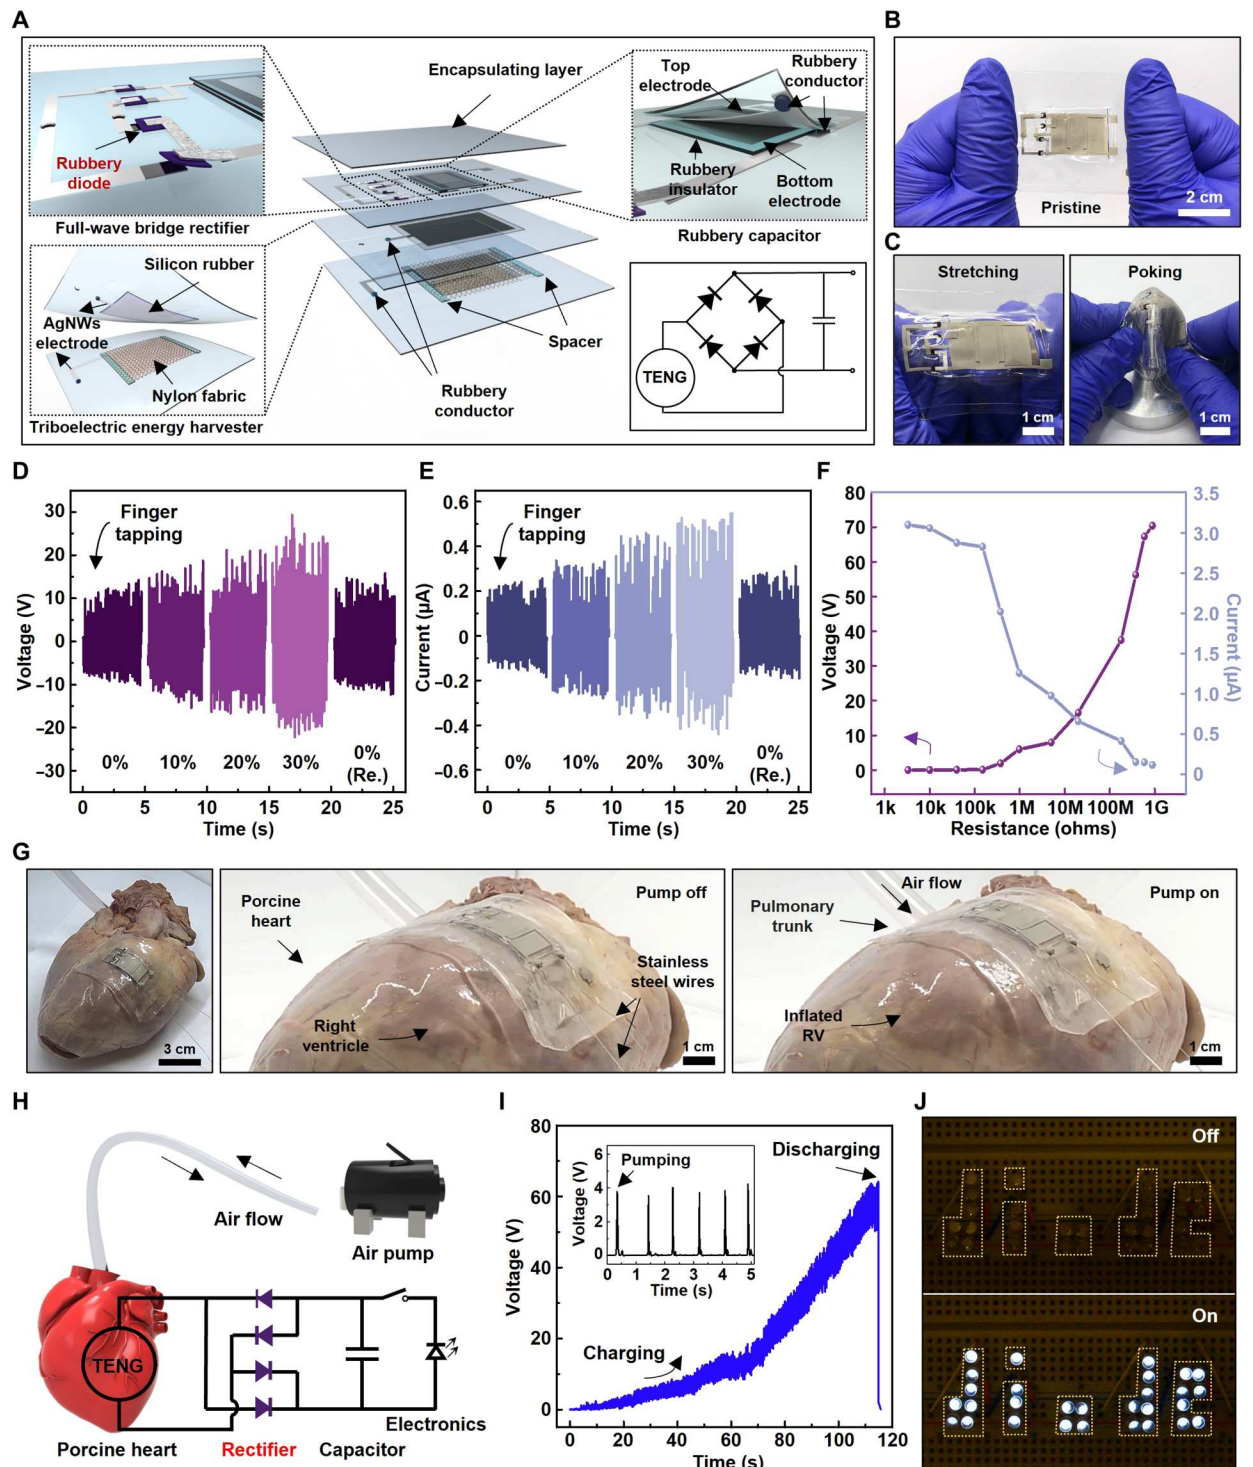 A
Encapsulating layer
Rubbery
diode
Full-wave bridge rectifier
Top
electrode
Rubbery
conductor
Rubbery
insulator
Bottom
electrode
Rubbery capacitor
Silicon rubber
AgNWs
electrode
Nylon fabric
Triboelectric energy harvester
Spacer
Rubbery
conductor
TENG
B
Pristine
2 cm
C
Stretching
1 cm
Poking
1 cm
D
Finger
tapping
Voltage (V)
30
20
10
0
−10
−20
−30
0%
10%
20%
30%
0%
(Re.)
0 5 10 15 20 25
Time (s)
E
Finger
tapping
Current (μA)
0.6
0.4
0.2
0
−0.2
−0.4
−0.6
0%
10%
20%
30%
0%
(Re.)
0 5 10 15 20 25
Time (s)
F
Voltage (V)
80
70
60
50
40
30
20
10
0
Current (μA)
3.5
3.0
2.5
2.0
1.5
1.0
0.5
0
1k 10k 100k 1M 10M 100M 1G
Resistance (ohms)
G
3 cm
Porcine
heart
Pump off
Stainless
steel wires
Right
ventricle
1 cm
Air flow
Pump on
Pulmonary
trunk
Inflated
RV
1 cm
H
Air flow
Air pump
TENG
Electronics
Porcine heart
Rectifier
Capacitor
I
Voltage (V)
80
60
40
20
0
Discharging
Charging
Pumping
Voltage (V)
6
4
2
0
0 1 2 3 4 5
Time (s)
0 20 40 60 80 100 120
Time (s)
J
Off
On